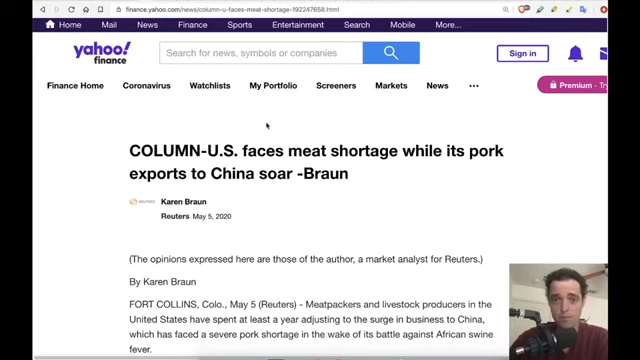 finance.yahoo.com/news/column-u-faces-meat-shortage-192247658.html
Home Mail News Finance Sports Entertainment Search Mobile More...
yahoo! finance
Search for news, symbols or companies
Sign in
Finance Home Coronavirus Watchlists My Portfolio Screeners Markets News ...
Premium - Try
COLUMN-U.S. faces meat shortage while its pork
exports to China soar -Braun
REUTERS
Karen Braun
Reuters May 5, 2020
(The opinions expressed here are those of the author, a market analyst for Reuters.)
By Karen Braun
FORT COLLINS, Colo., May 5 (Reuters) - Meatpackers and livestock producers in the
United States have spent at least a year adjusting to the surge in business to China,
which has faced a severe pork shortage in the wake of its battle against African swine
fever.